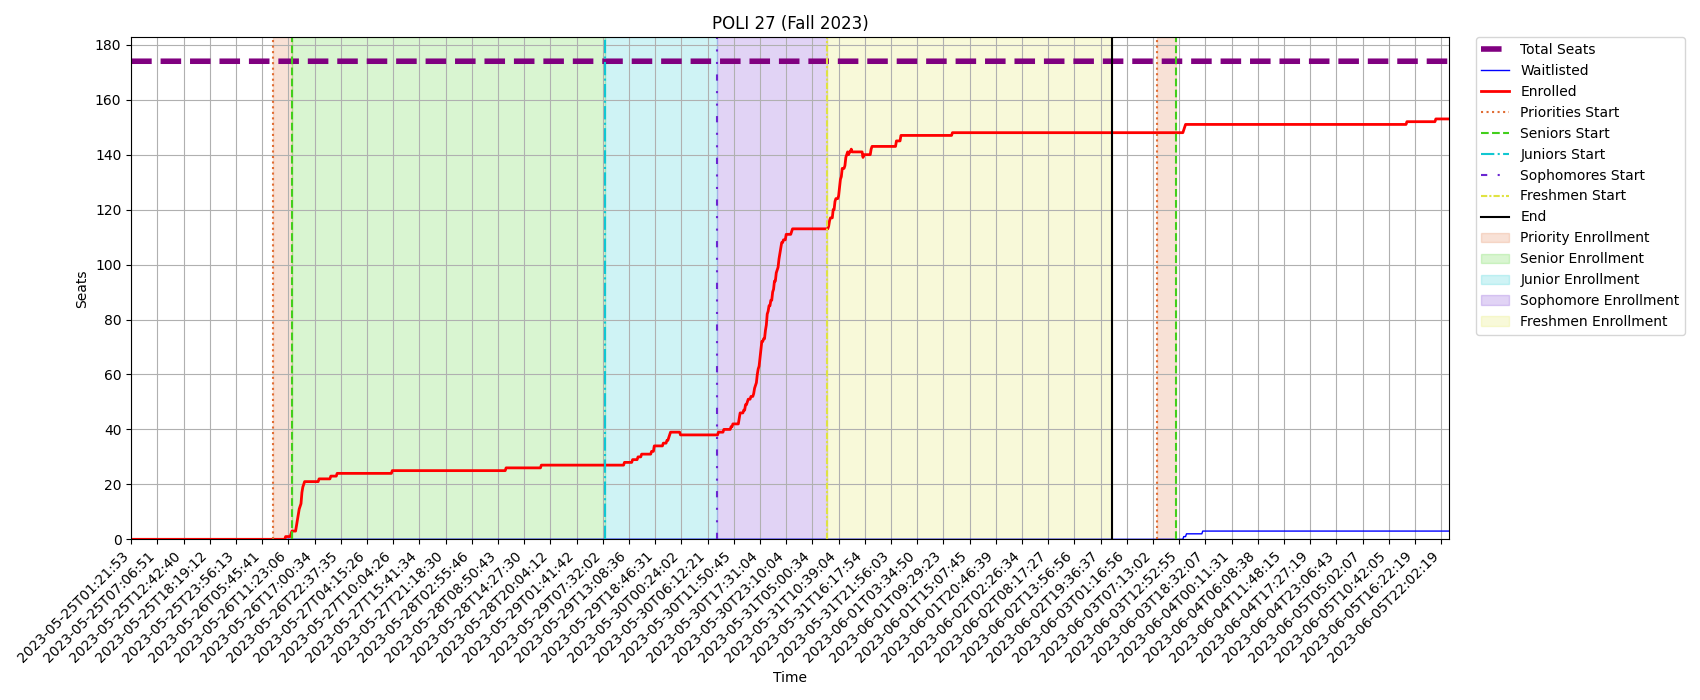 POLI 27 (Fall 2023)
Seats
180
160
140
120
100
80
60
40
20
0
Total Seats
Waitlisted
Enrolled
Priorities Start
Seniors Start
Juniors Start
Sophomores Start
Freshmen Start
End
Priority Enrollment
Senior Enrollment
Junior Enrollment
Sophomore Enrollment
Freshmen Enrollment
2023-05-25T01:21:53
2023-05-25T07:06:51
2023-05-25T12:42:40
2023-05-25T18:19:12
2023-05-25T23:56:13
2023-05-26T05:45:41
2023-05-26T11:23:06
2023-05-26T17:00:34
2023-05-26T22:37:35
2023-05-27T04:15:26
2023-05-27T10:04:26
2023-05-27T15:41:34
2023-05-27T21:18:30
2023-05-28T02:55:46
2023-05-28T08:50:43
2023-05-28T14:27:30
2023-05-28T20:04:12
2023-05-29T01:41:42
2023-05-29T07:32:02
2023-05-29T13:08:36
2023-05-29T18:46:31
2023-05-30T00:24:02
2023-05-30T06:12:21
2023-05-30T11:50:45
2023-05-30T17:31:04
2023-05-30T23:10:04
2023-05-31T05:00:34
2023-05-31T10:39:04
2023-05-31T16:17:54
2023-05-31T21:56:03
2023-06-01T03:34:50
2023-06-01T09:29:23
2023-06-01T15:07:45
2023-06-01T20:46:39
2023-06-02T02:26:34
2023-06-02T08:17:27
2023-06-02T13:56:56
2023-06-02T19:36:37
2023-06-03T01:16:56
2023-06-03T07:13:02
2023-06-03T12:52:55
2023-06-03T18:32:07
2023-06-04T00:11:31
2023-06-04T06:08:38
2023-06-04T11:48:15
2023-06-04T17:27:19
2023-06-04T23:06:43
2023-06-05T05:02:07
2023-06-05T10:42:05
2023-06-05T16:22:19
2023-06-05T22:02:19
Time